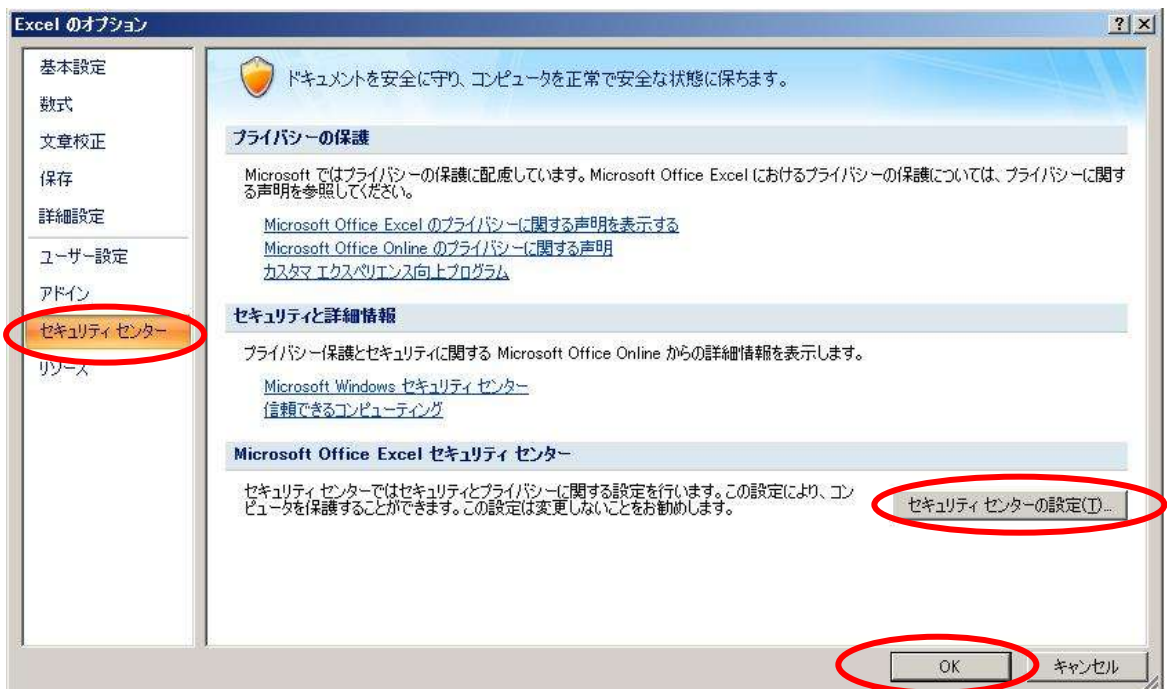 Excel のオプション
基本設定
数式
文章校正
保存
詳細設定
ユーザー設定
アドイン
セキュリティ センター
リソース
ドキュメントを安全に守り、コンピュータを正常で安全な状態に保ちます。
プライバシーの保護
Microsoft ではプライバシーの保護に配慮しています。Microsoft Office Excel におけるプライバシーの保護については、プライバシーに関す
る声明を参照してください。
Microsoft Office Excel のプライバシーに関する声明を表示する
Microsoft Office Online のプライバシーに関する声明
カスタマ エクスペリエンス向上プログラム
セキュリティと詳細情報
プライバシー保護とセキュリティに関する Microsoft Office Online からの詳細情報を表示します。
Microsoft Windows セキュリティ センター
信頼できるコンピューティング
Microsoft Office Excel セキュリティ センター
セキュリティ センターではセキュリティとプライバシーに関する設定を行います。この設定により、コン
ピュータを保護することができます。この設定は変更しないことをお勧めします。
セキュリティ センターの設定(T)...
OK
キャンセル